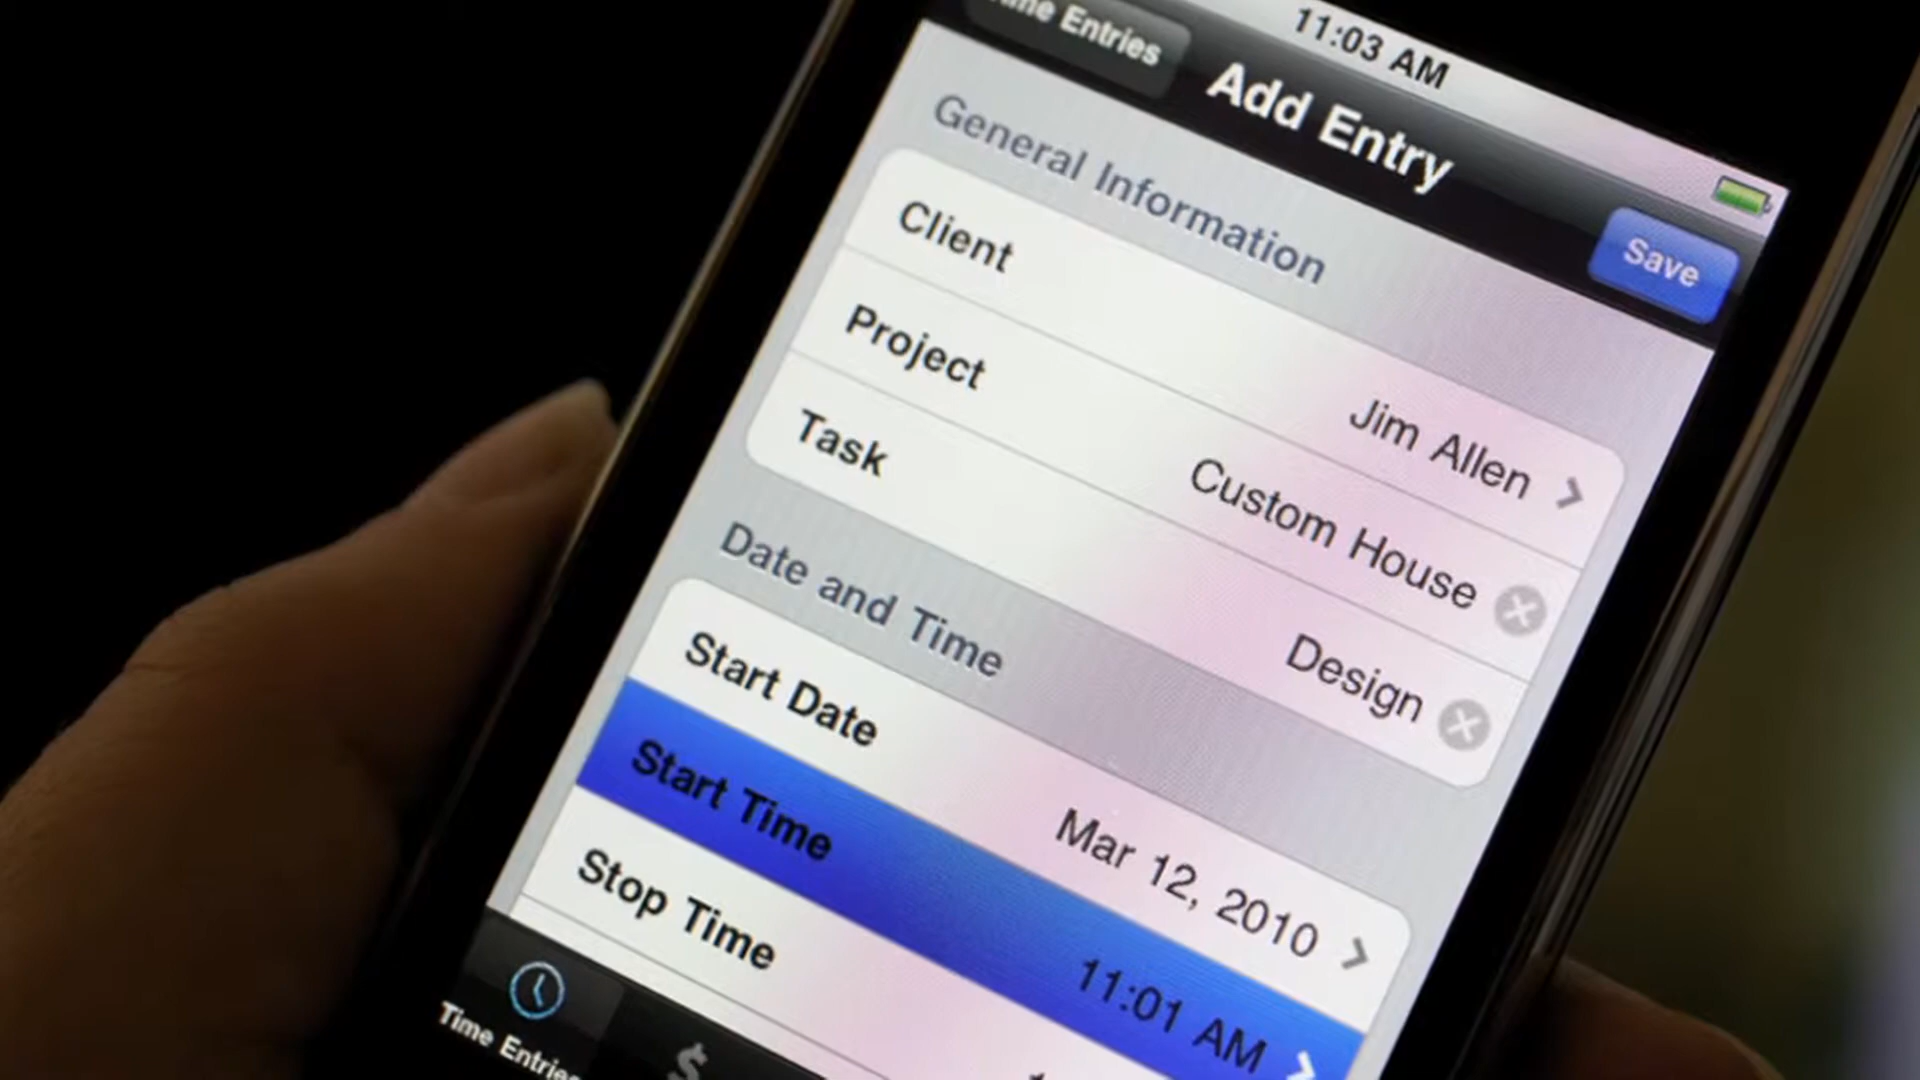 11:03 AM
Time Entries
Add Entry
Save
General Information
Client Jim Allen
Project Custom House
Task Design
Date and Time
Start Date Mar 12, 2010
Start Time 11:01 AM
Stop Time
Time Entries
$